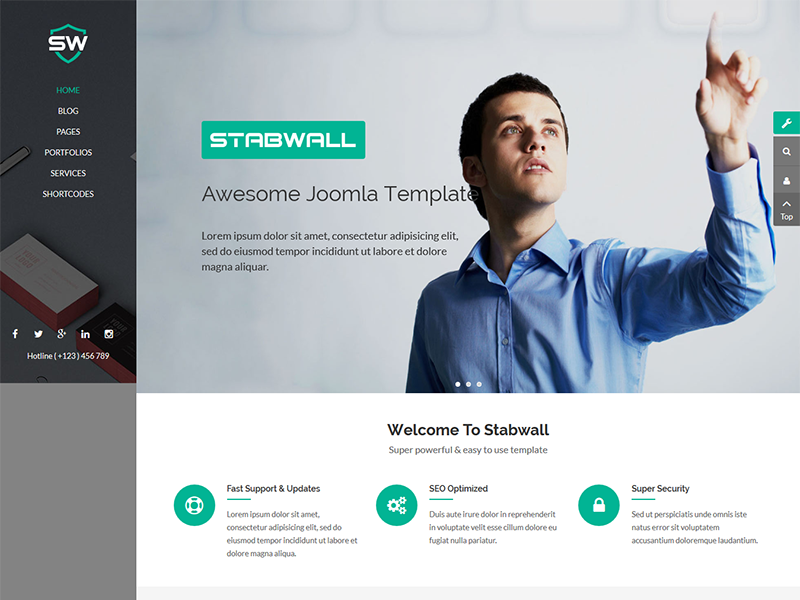 SW
HOME
BLOG
PAGES
PORTFOLIOS
SERVICES
SHORTCODES
Hotline ( +123 ) 456 789
STABWALL
Awesome Joomla Template
Lorem ipsum dolor sit amet, consectetur adipisicing elit,
sed do eiusmod tempor incididunt ut labore et dolore
magna aliquar.
Top
Welcome To Stabwall
Super powerful & easy to use template
Fast Support & Updates
Lorem ipsum dolor sit amet,
consectetur adipisicing elit, sed do
eiusmod tempor incididunt ut labore et
dolore magna aliqua.
SEO Optimized
Duis aute irure dolor in reprehenderit
in voluptate velit esse cillum dolore eu
fugiat nulla pariatur.
Super Security
Sed ut perspiciatis unde omnis iste
natus error sit voluptatem
accusantium doloremque laudantium.